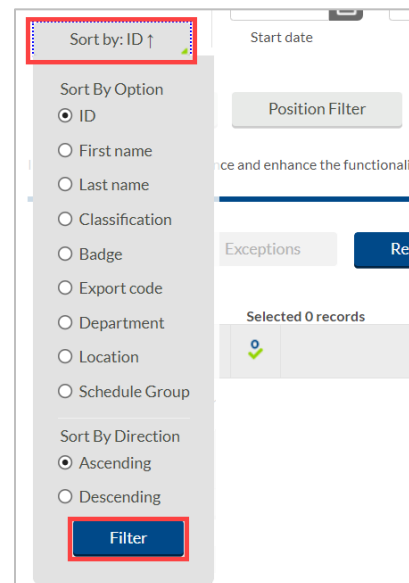 Sort by: ID ↑
Start date
Sort By Option
ID
Position Filter
First name
nce and enhance the functionali
Last name
Classification
Badge
Exceptions
Re
Export code
Department
Selected 0 records
Location
Schedule Group
Sort By Direction
Ascending
Descending
Filter